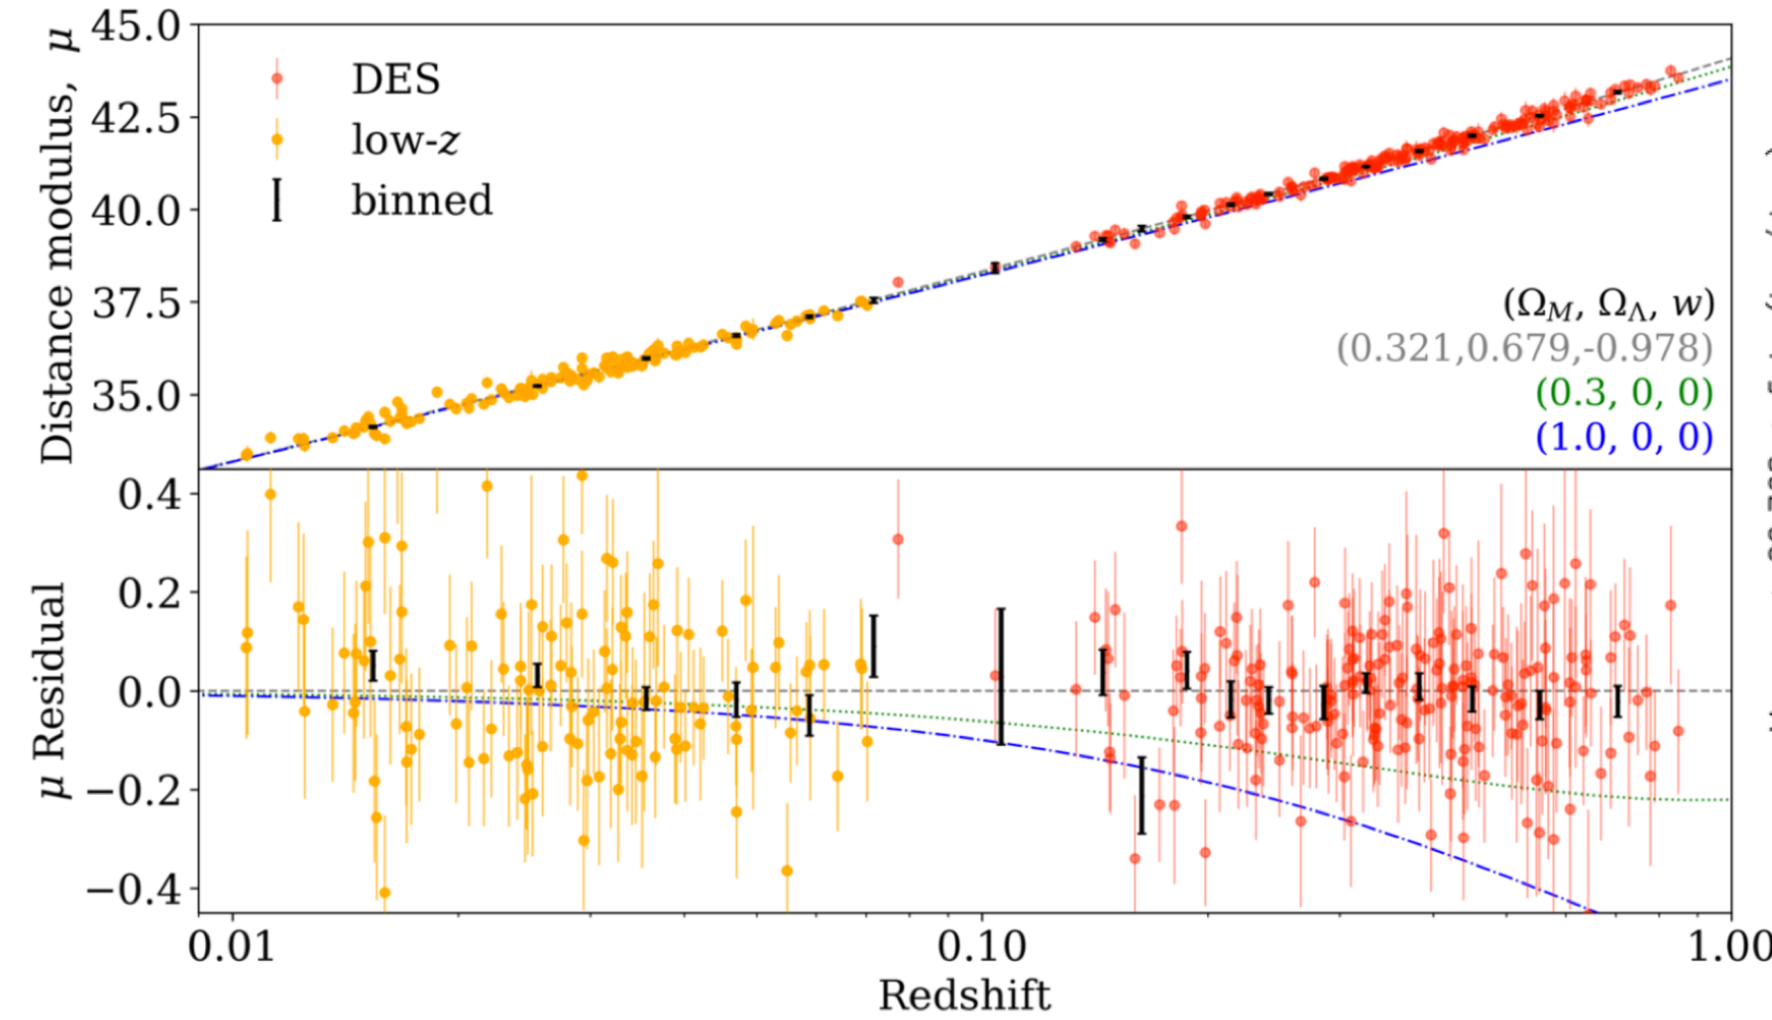 45.0
42.5
40.0
37.5
35.0
Distance modulus, μ
DES
low-z
binned
(Ω_M, Ω_Λ, w)
(0.321,0.679,-0.978)
(0.3, 0, 0)
(1.0, 0, 0)
0.4
0.2
0.0
−0.2
−0.4
μ Residual
0.01 0.10 1.00
Redshift